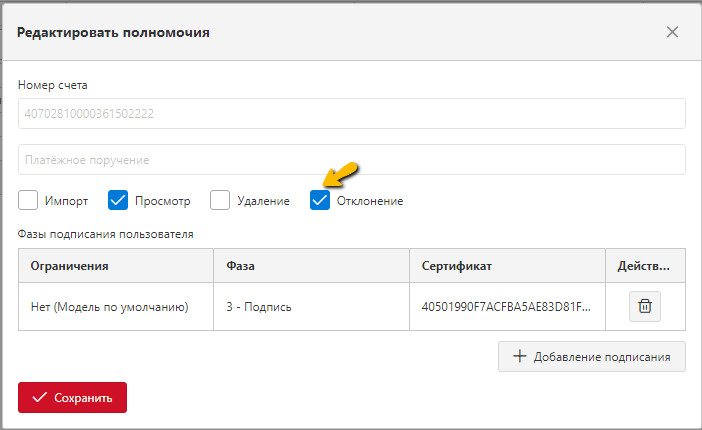 Редактировать полномочия
Номер счета
40702810000361502222
Платёжное поручение
Импорт Просмотр Удаление Отклонение
Фазы подписания пользователя
Ограничения Фаза Сертификат Действ...
Нет (Модель по умолчанию) 3 - Подпись 40501990F7ACFBA5AE83D81F...
Добавление подписания
Сохранить